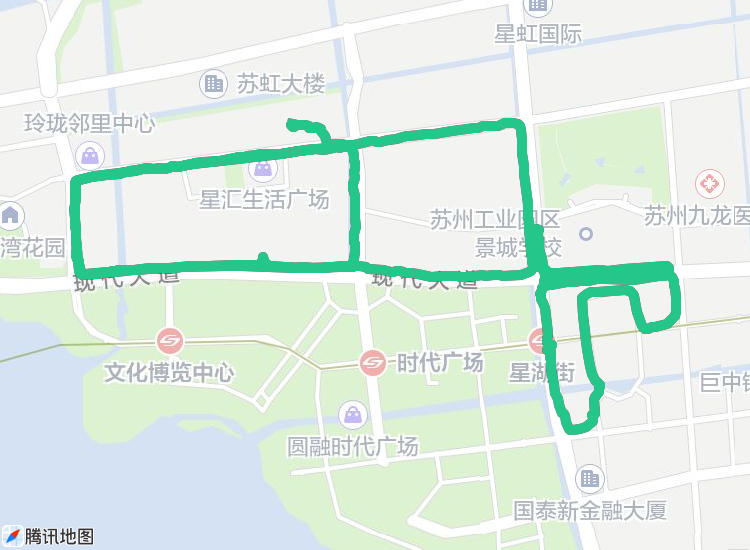 星虹国际
苏虹大楼
玲珑邻里中心
星汇生活广场
苏州工业园区
景城学校
苏州九龙医
湾花园
现代大道
现代大道
文化博览中心
时代广场
星湖街
巨中银
圆融时代广场
国泰新金融大厦
腾讯地图